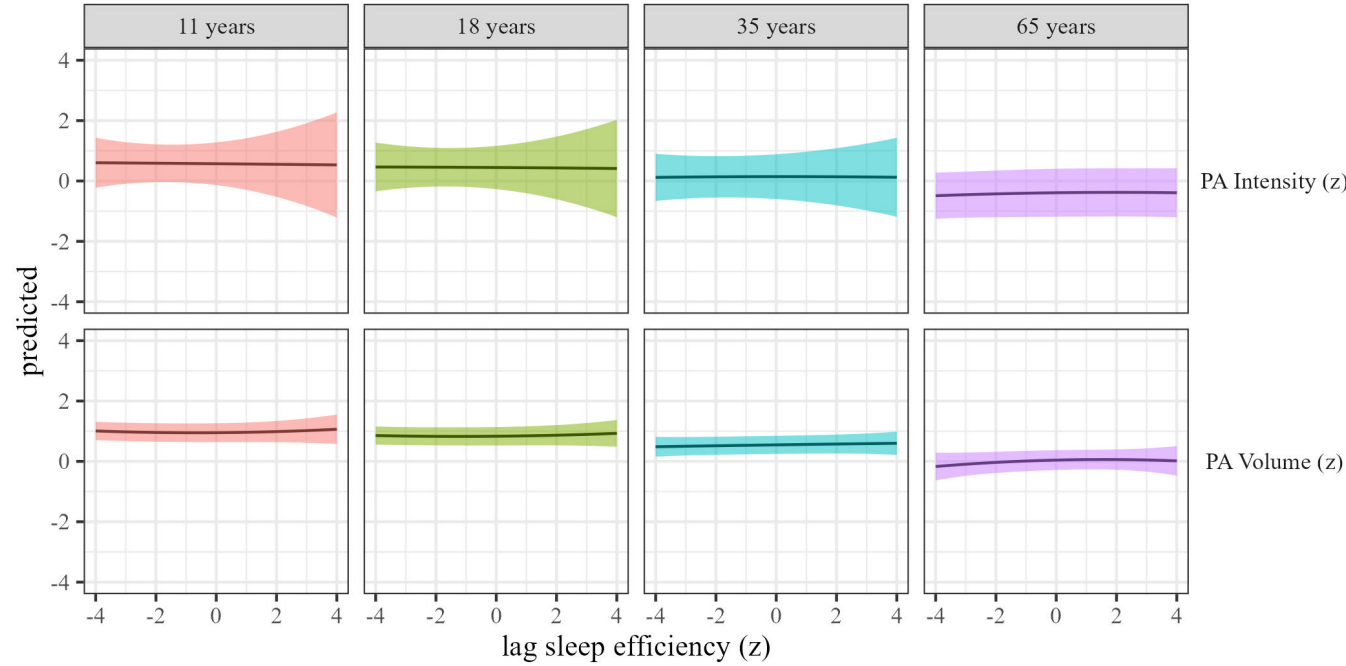 11 years 18 years 35 years 65 years
4
2
0
-2
-4
PA Intensity (z)
predicted
4
2
0
-2
-4
PA Volume (z)
-4 -2 0 2 4 -4 -2 0 2 4 -4 -2 0 2 4 -4 -2 0 2 4
lag sleep efficiency (z)